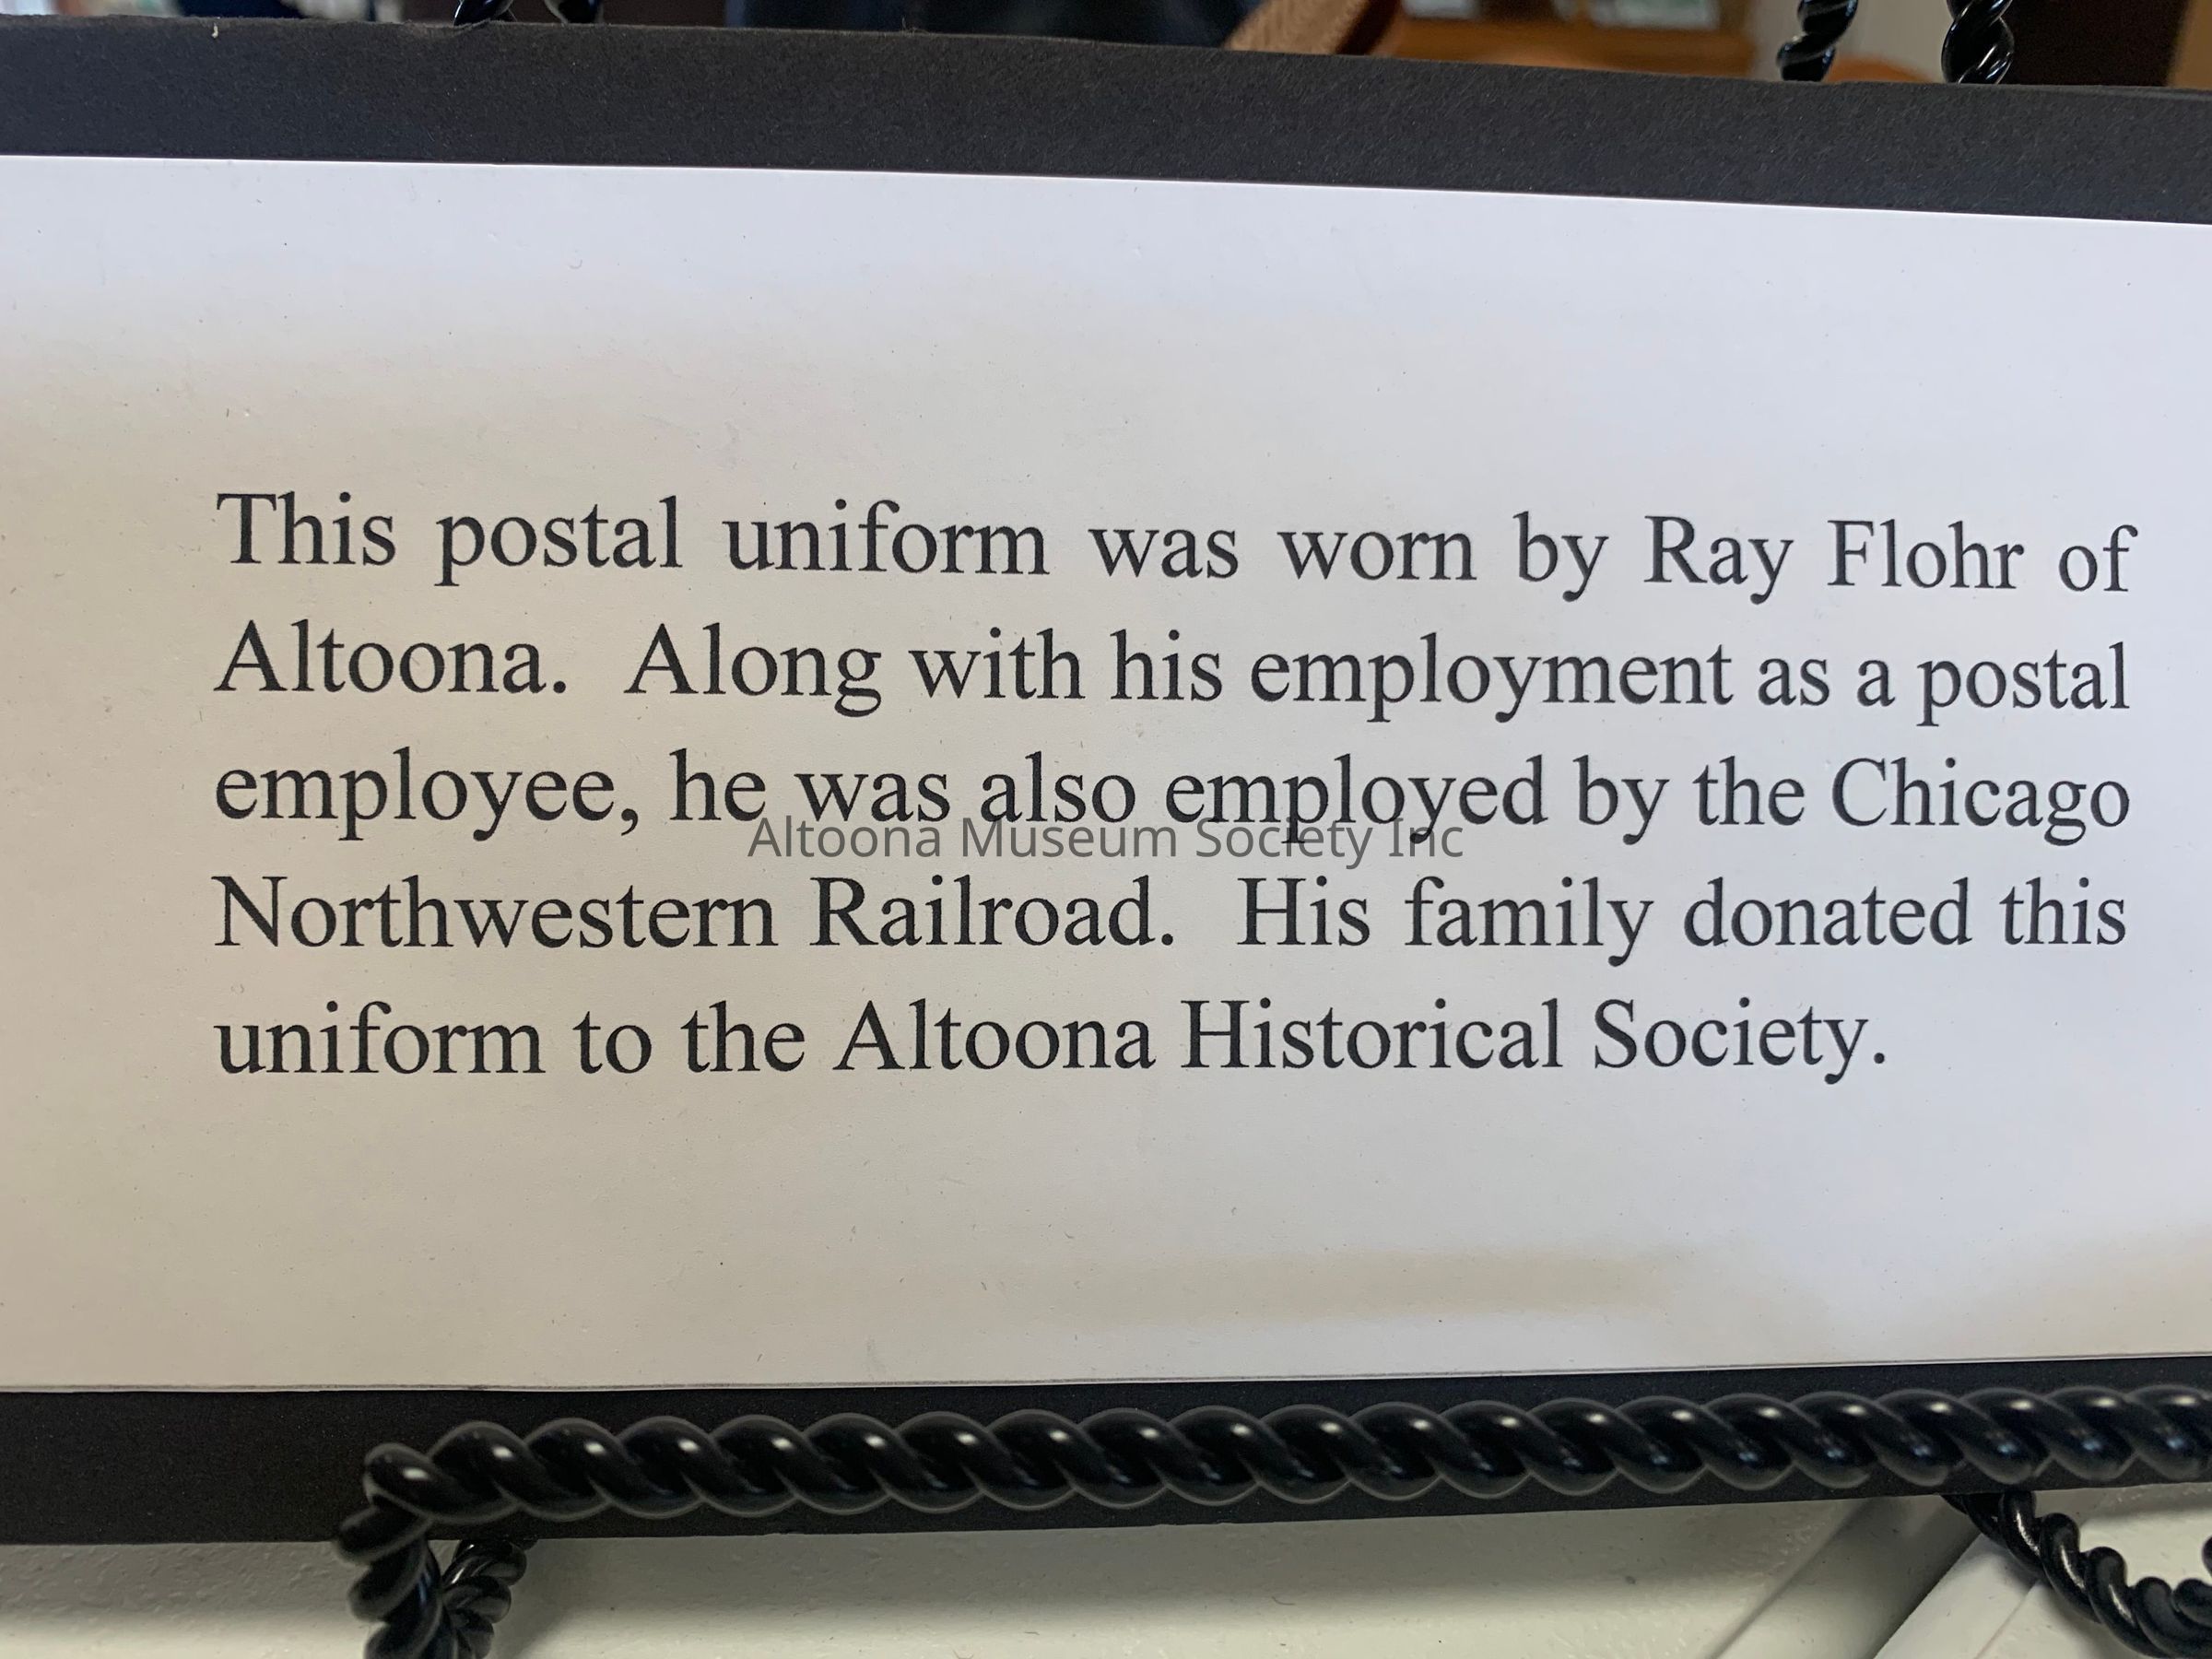 This postal uniform was worn by Ray Flohr of
Altoona. Along with his employment as a postal
employee, he was also employed by the Chicago
Altoona Museum Society Inc
Northwestern Railroad. His family donated this
uniform to the Altoona Historical Society.